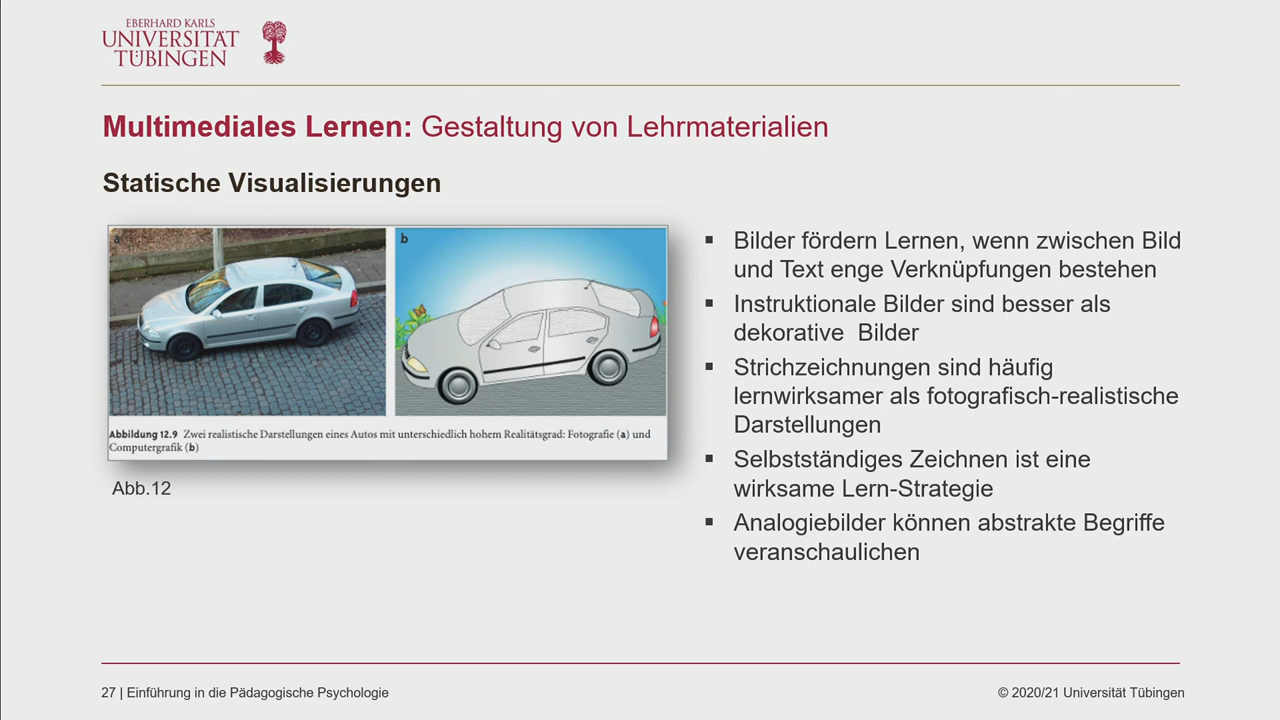 EBERHARD KARLS
UNIVERSITÄT
TÜBINGEN
Multimediales Lernen: Gestaltung von Lehrmaterialien
Statische Visualisierungen
a
b
Abbildung 12.9 Zwei realistische Darstellungen eines Autos mit unterschiedlich hohem Realitätsgrad: Fotografie (a) und
Computergrafik (b)
Abb.12
▪ Bilder fördern Lernen, wenn zwischen Bild
und Text enge Verknüpfungen bestehen
▪ Instruktionale Bilder sind besser als
dekorative Bilder
▪ Strichzeichnungen sind häufig
lernwirksamer als fotografisch-realistische
Darstellungen
▪ Selbstständiges Zeichnen ist eine
wirksame Lern-Strategie
▪ Analogiebilder können abstrakte Begriffe
veranschaulichen
27 | Einführung in die Pädagogische Psychologie
© 2020/21 Universität Tübingen